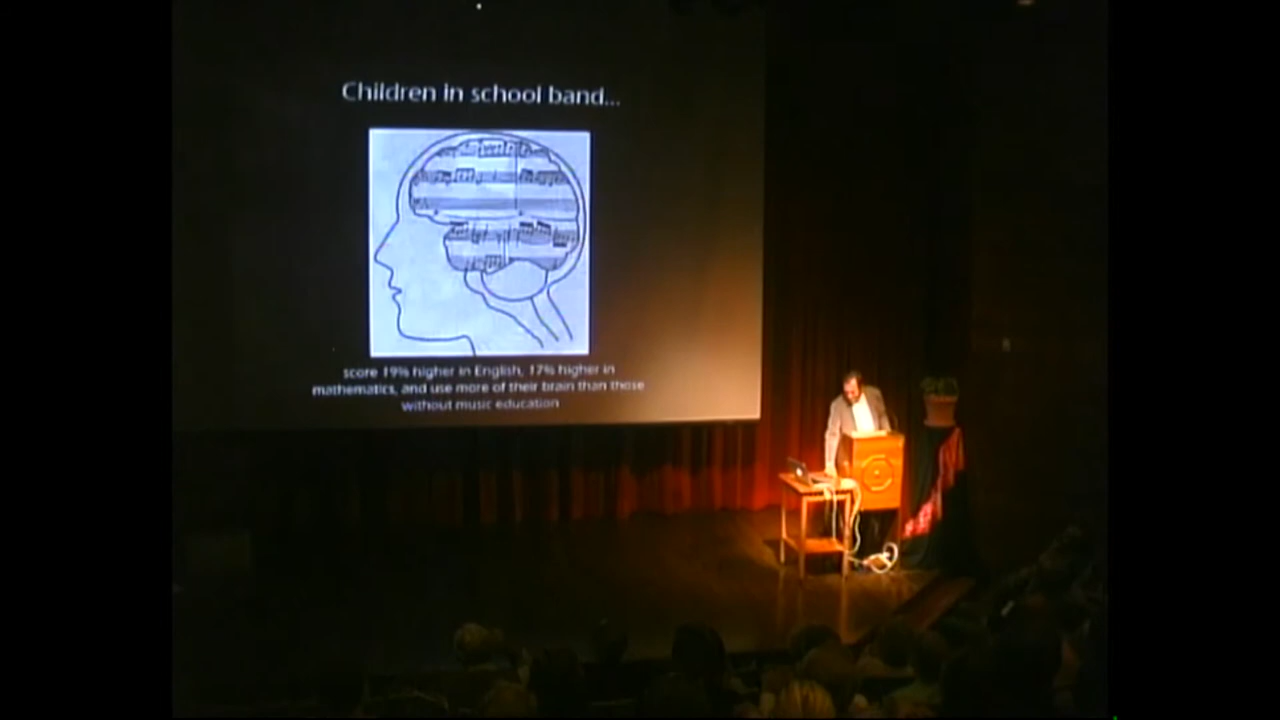 Children in school band...
score 19% higher in English, 17% higher in
mathematics, and use more of their brain than those
without music education